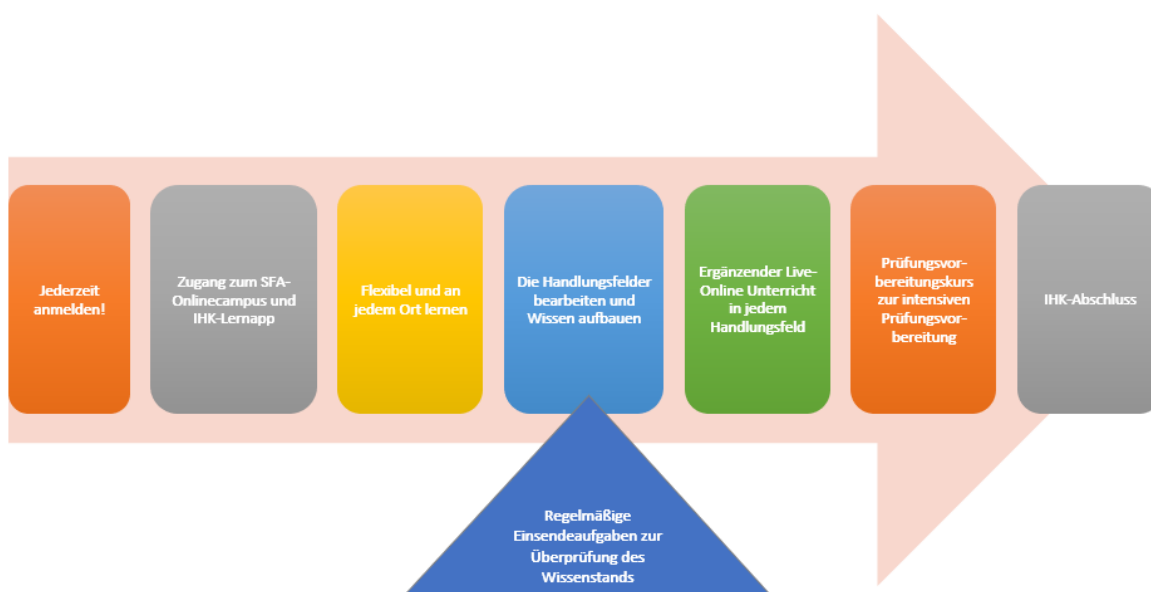 Jederzeit
anmelden!
Zugang zum SFA-
Onlinecampus und
IHK-Lernapp
Flexibel und an
jedem Ort lernen
Die Handlungsfelder
bearbeiten und
Wissen aufbauen
Ergänzender Live-
Online Unterricht
in jedem
Handlungsfeld
Prüfungsvor-
bereitungskurs
zur intensiven
Prüfungsvor-
bereitung
IHK-Abschluss
Regelmäßige
Einsendeaufgaben zur
Überprüfung des
Wissenstands